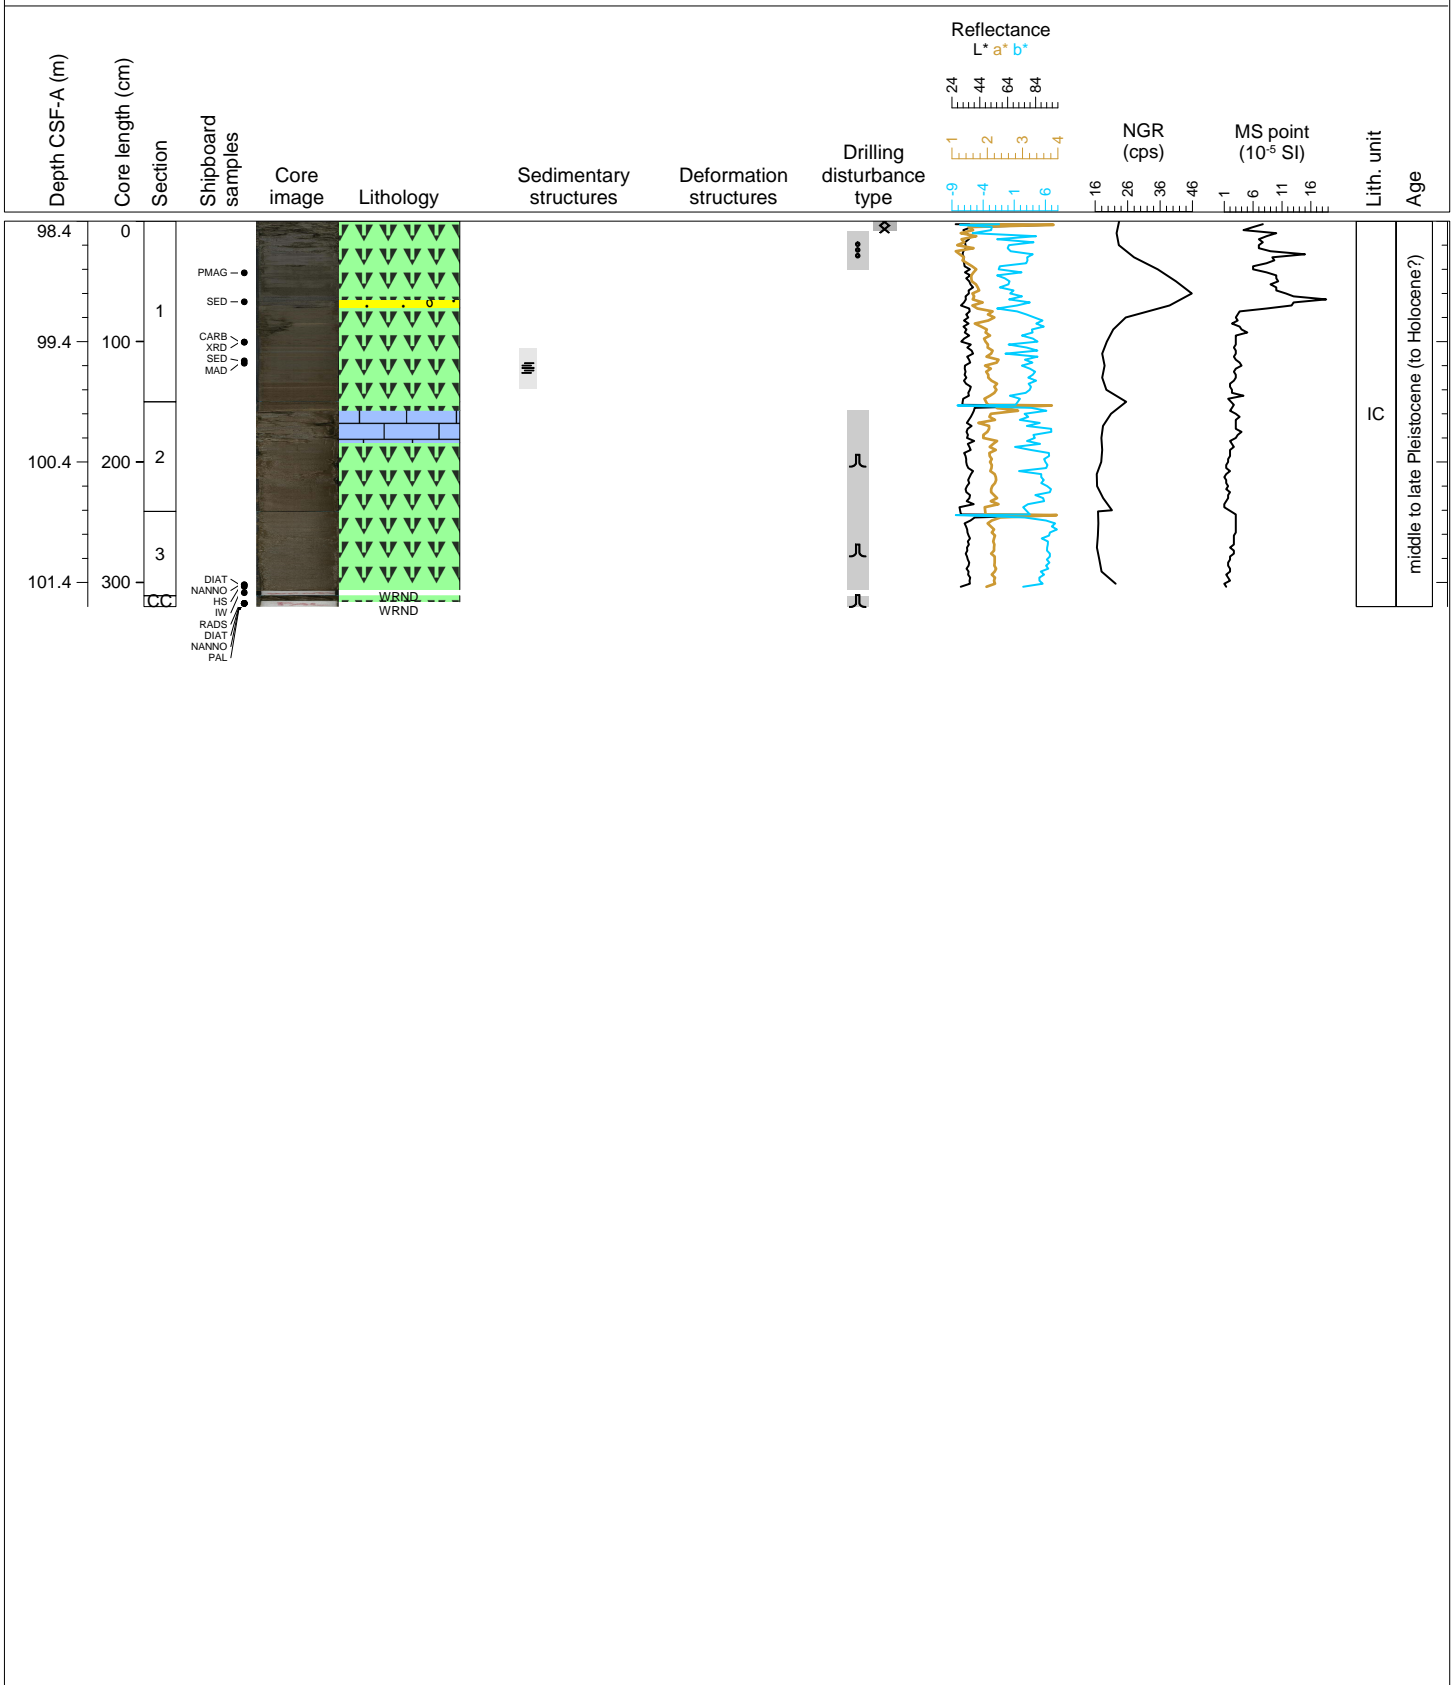 Depth CSF-A (m)
Core length (cm)
Section
Shipboard
samples
Core
image
Lithology
Sedimentary
structures
Deformation
structures
Drilling
disturbance
type
Reflectance
L* a* b*
24 44 64 84
1 2 3 4
-9 -4 1 6
NGR
(cps)
16 26 36 46
MS point
(10-5 SI)
1 6 11 16
Lith. unit
Age
98.4 0
99.4 100
100.4 200
101.4 300
1
2
3
CC
PMAG
SED
CARB
XRD
SED
MAD
DIAT
NANNO
HS
IW
RADS
DIAT
NANNO
PAL
WRND
WRND
IC
middle to late Pleistocene (to Holocene?)